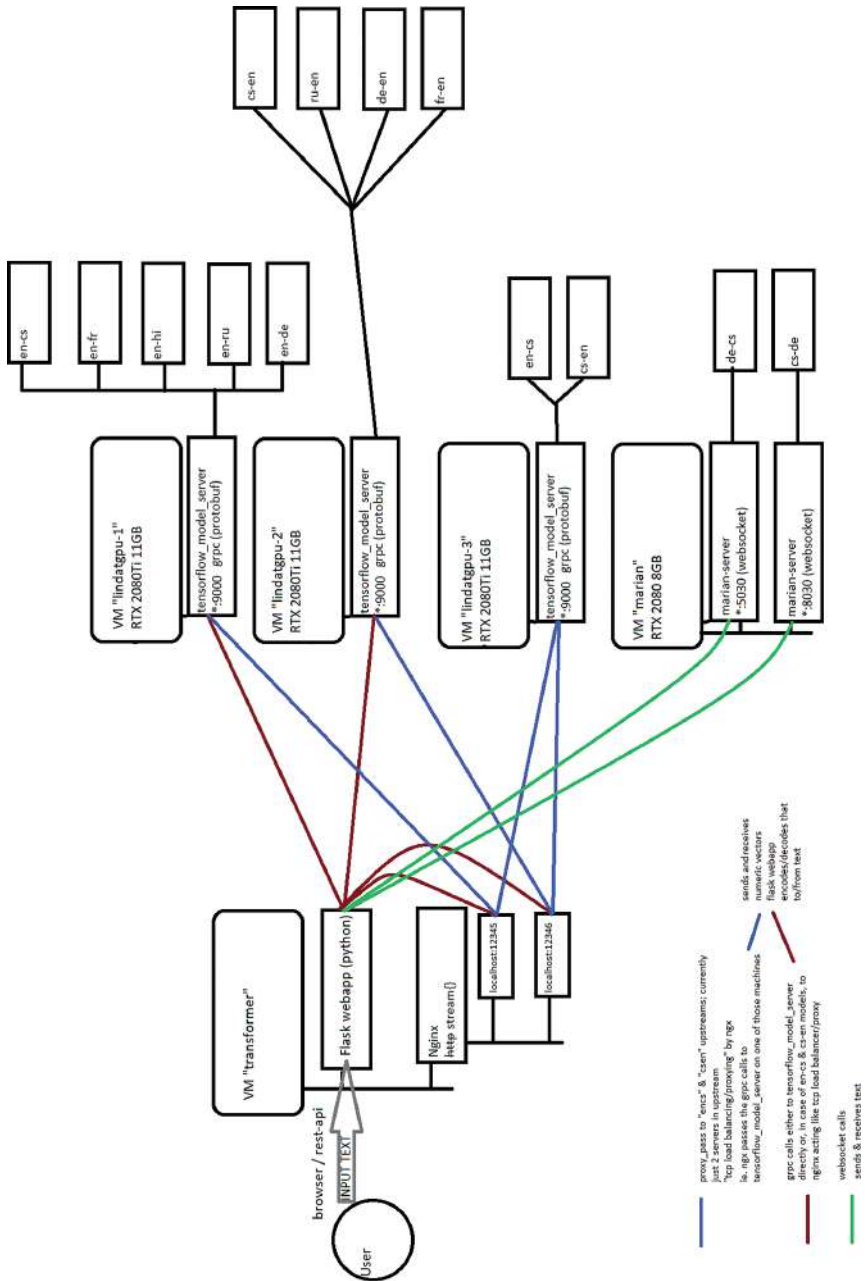 User
browser / rest-api
INPUT TEXT
VM "transformer"
Flask webapp (python)
Nginx
http stream{}
localhost:12345
localhost:12346
VM "lindatgpu-1"
RTX 2080Ti 11GB
tensorflow_model_server
*:9000 grpc (protobuf)
en-cs
en-fr
en-hi
en-ru
en-de
VM "lindatgpu-2"
RTX 2080Ti 11GB
tensorflow_model_server
*:9000 grpc (protobuf)
cs-en
ru-en
de-en
fr-en
VM "lindatgpu-3"
RTX 2080Ti 11GB
tensorflow_model_server
*:9000 grpc (protobuf)
en-cs
cs-en
VM "marian"
RTX 2080 8GB
marian-server
*:5030 (websocket)
de-cs
marian-server
*:8030 (websocket)
cs-de
proxy_pass to "encs" & "csen" upstreams; currently
just 2 servers in upstream
"tcp load balancing/proxying" by ngx
ie. ngx passes the grpc calls to
tensorflow_model_server on one of those machines
grpc calls either to tensorflow_model_server
directly or, in case of en-cs & cs-en models, to
nginx acting like tcp load balancer/proxy
websocket calls
sends & receives text
sends and receives
numeric vectors
flask webapp
encodes/decodes that
to/from text